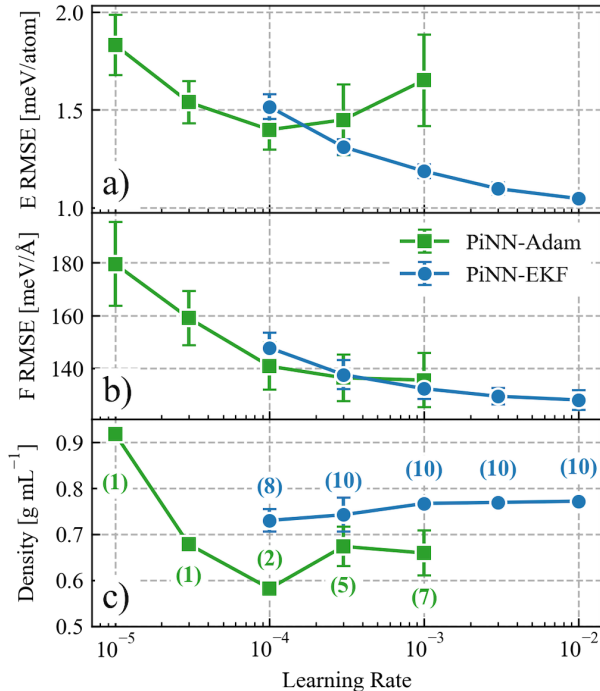 E RMSE [meV/atom]
2.0
1.5
1.0
a)
F RMSE [meV/Å]
180
160
140
b)
PiNN-Adam
PiNN-EKF
Density [g mL⁻¹]
0.9
0.8
0.7
0.6
0.5
c)
(1)
(1)
(8)
(2)
(10)
(5)
(10)
(7)
(10)
(10)
10⁻⁵
10⁻⁴
10⁻³
10⁻²
Learning Rate